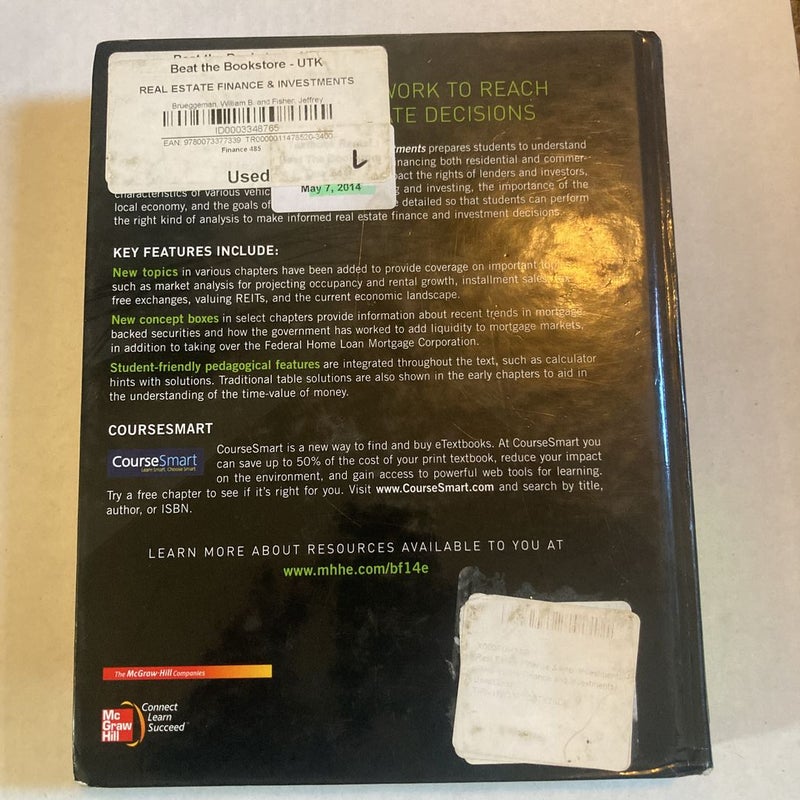 Beat the Bookstore - UTK
REAL ESTATE FINANCE & INVESTMENTS
Brueggeman, William B. and Fisher, Jeffrey
ID0003348765
EAN: 9780073377339 TR0000011478520-3400
Finance 485
Used
May 7, 2014
WORK TO REACH
TE DECISIONS
tments prepares students to understand
inancing both residential and commer-
pact the rights of lenders and investors,
characteristics of various vehic g and investing, the importance of the
local economy, and the goals of e detailed so that students can perform
the right kind of analysis to make informed real estate finance and investment decisions.
KEY FEATURES INCLUDE:
New topics in various chapters have been added to provide coverage on important
such as market analysis for projecting occupancy and rental growth, installment sales,
free exchanges, valuing REITs, and the current economic landscape.
New concept boxes in select chapters provide information about recent trends in mortgage-
backed securities and how the government has worked to add liquidity to mortgage markets,
in addition to taking over the Federal Home Loan Mortgage Corporation.
Student-friendly pedagogical features are integrated throughout the text, such as calculator
hints with solutions. Traditional table solutions are also shown in the early chapters to aid in
the understanding of the time-value of money.
COURSESMART
CourseSmart
Learn Smart. Choose Smart.
CourseSmart is a new way to find and buy eTextbooks. At CourseSmart you
can save up to 50% of the cost of your print textbook, reduce your impact
on the environment, and gain access to powerful web tools for learning.
Try a free chapter to see if it's right for you. Visit www.CourseSmart.com and search by title,
author, or ISBN.
LEARN MORE ABOUT RESOURCES AVAILABLE TO YOU AT
www.mhhe.com/bf14e
The McGraw-Hill Companies
Mc
Graw
Hill
Connect
Learn
Succeed™